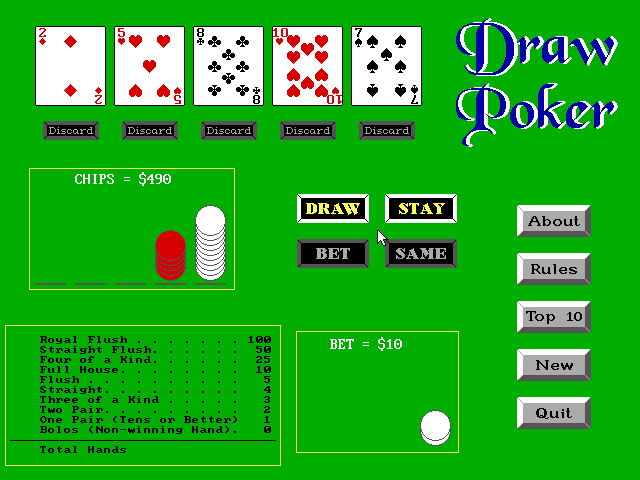 2 5 8 10 7
2 5 8 10 7
Draw
Poker
Discard Discard Discard Discard Discard
CHIPS = $490
DRAW STAY
BET SAME
About
Rules
Top 10
New
Quit
Royal Flush . . . . . . . 100
Straight Flush. . . . . . 50
Four of a Kind. . . . . . 25
Full House. . . . . . . . 10
Flush . . . . . . . . . . 5
Straight. . . . . . . . . 4
Three of a Kind . . . . . 3
Two Pair. . . . . . . . . 2
One Pair (Tens or Better) 1
Bolos (Non-winning Hand). 0
Total Hands
BET = $10